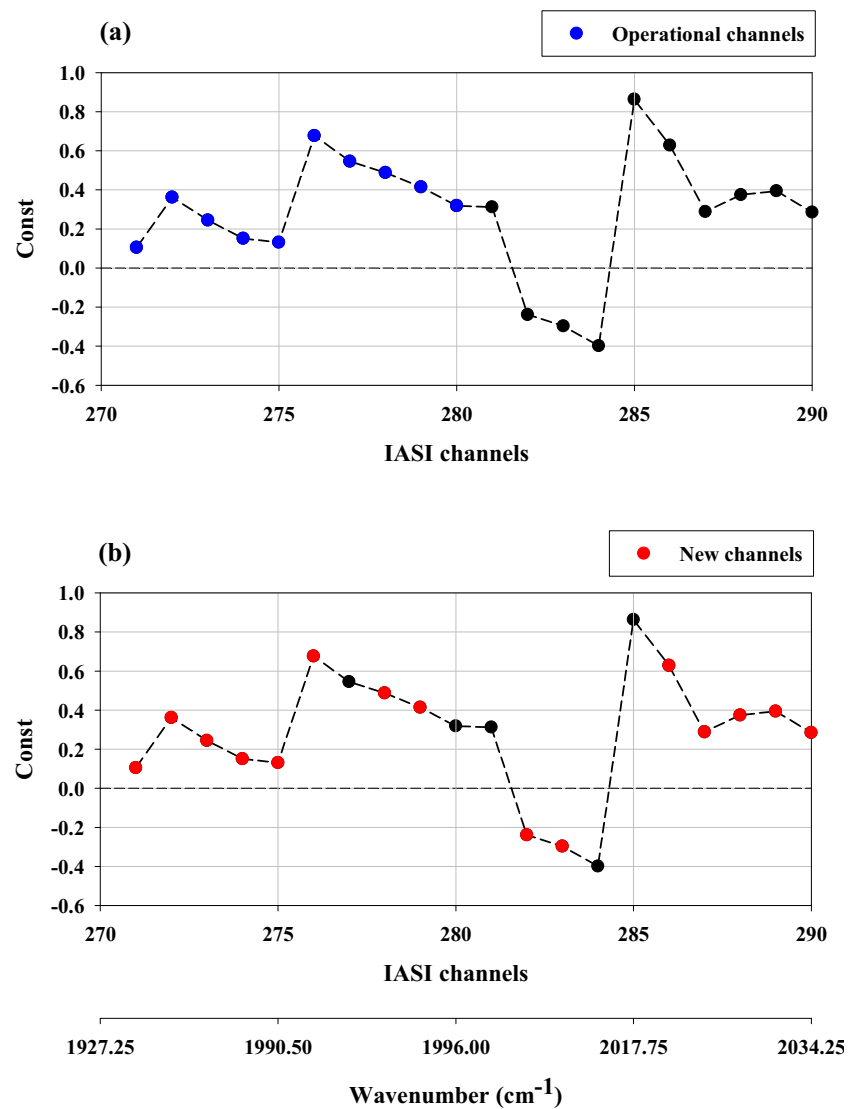 (a)
Operational channels
1.0
0.8
0.6
0.4
0.2
0.0
-0.2
-0.4
-0.6
Const
270 275 280 285 290
IASI channels
(b)
New channels
1.0
0.8
0.6
0.4
0.2
0.0
-0.2
-0.4
-0.6
Const
270 275 280 285 290
IASI channels
1927.25 1990.50 1996.00 2017.75 2034.25
Wavenumber (cm-1)